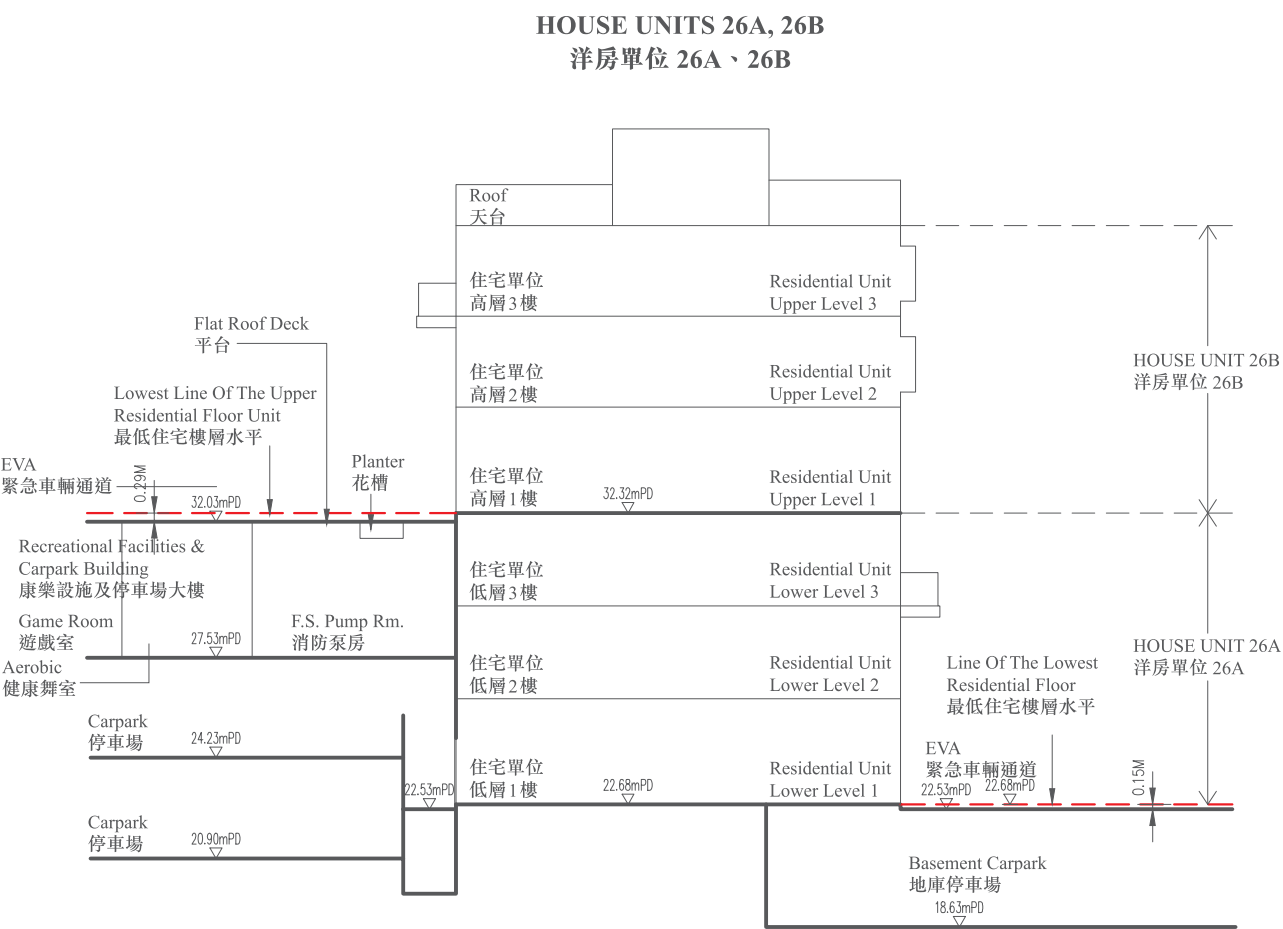 HOUSE UNITS 26A, 26B
洋房單位 26A、26B
Roof
天台
住宅單位
高層3樓
Residential Unit
Upper Level 3
Flat Roof Deck
平台
住宅單位
高層2樓
Residential Unit
Upper Level 2
HOUSE UNIT 26B
洋房單位 26B
Lowest Line Of The Upper
Residential Floor Unit
最低住宅樓層水平
EVA
緊急車輛通道
0.29M
32.03mPD
Planter
花槽
住宅單位
高層1樓
32.32mPD
Residential Unit
Upper Level 1
Recreational Facilities &
Carpark Building
康樂設施及停車場大樓
住宅單位
低層3樓
Residential Unit
Lower Level 3
Game Room
遊戲室
27.53mPD
F.S. Pump Rm.
消防泵房
Aerobic
健康舞室
住宅單位
低層2樓
Residential Unit
Lower Level 2
Line Of The Lowest
Residential Floor
最低住宅樓層水平
HOUSE UNIT 26A
洋房單位 26A
Carpark
停車場
24.23mPD
22.53mPD
住宅單位
低層1樓
22.68mPD
Residential Unit
Lower Level 1
EVA
緊急車輛通道
22.53mPD
22.68mPD
0.15M
Carpark
停車場
20.90mPD
Basement Carpark
地庫停車場
18.63mPD